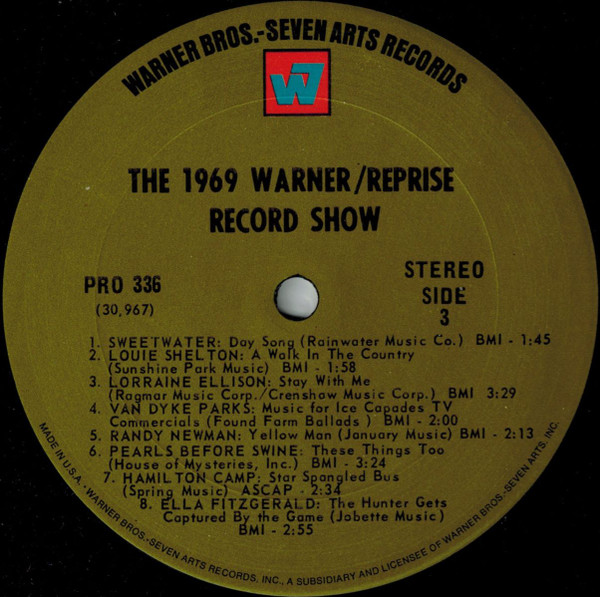 WARNER BROS.-SEVEN ARTS RECORDS
W7
THE 1969 WARNER/REPRISE
RECORD SHOW
PRO 336
(30,967)
STEREO
SIDE
3
1. SWEETWATER: Day Song (Rainwater Music Co.) BMI - 1:45
2. LOUIE SHELTON: A Walk In The Country
(Sunshine Park Music) BMI - 1:58
3. LORRAINE ELLISON: Stay With Me
(Ragmar Music Corp./Crenshaw Music Corp.) BMI 3:29
4. VAN DYKE PARKS: Music for Ice Capades TV
Commercials (Found Farm Ballads ) BMI - 2:00
5. RANDY NEWMAN: Yellow Man (January Music) BMI - 2:13
6. PEARLS BEFORE SWINE: These Things Too
(House of Mysteries, Inc.) BMI - 3:24
7. HAMILTON CAMP: Star Spangled Bus
(Spring Music) ASCAP - 2:34
8. ELLA FITZGERALD: The Hunter Gets
Captured By the Game (Jobette Music)
BMI - 2:55
MADE IN U.S.A. - WARNER BROS.-SEVEN ARTS RECORDS, INC., A SUBSIDIARY AND LICENSEE OF WARNER BROS.-SEVEN ARTS, INC.